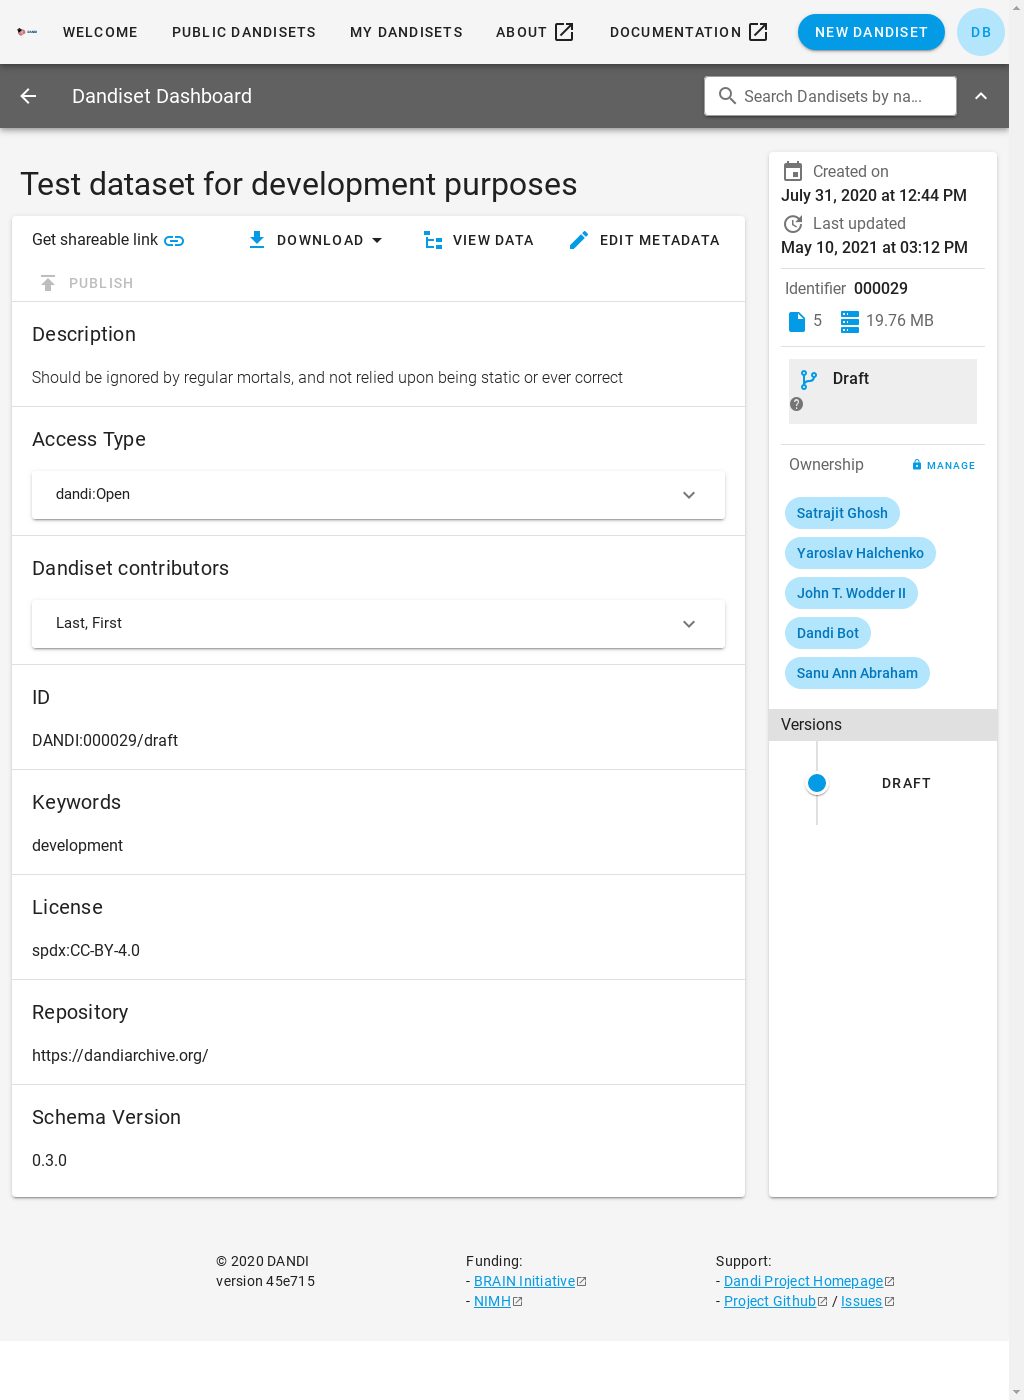 WELCOME PUBLIC DANDISETS MY DANDISETS ABOUT DOCUMENTATION NEW DANDISET DB
Dandiset Dashboard Search Dandisets by na...
Test dataset for development purposes
Get shareable link DOWNLOAD VIEW DATA EDIT METADATA
PUBLISH
Description
Should be ignored by regular mortals, and not relied upon being static or ever correct
Access Type
dandi:Open
Dandiset contributors
Last, First
ID
DANDI:000029/draft
Keywords
development
License
spdx:CC-BY-4.0
Repository
https://dandiarchive.org/
Schema Version
0.3.0
Created on
July 31, 2020 at 12:44 PM
Last updated
May 10, 2021 at 03:12 PM
Identifier 000029
5 19.76 MB
Draft
Ownership MANAGE
Satrajit Ghosh
Yaroslav Halchenko
John T. Wodder II
Dandi Bot
Sanu Ann Abraham
Versions
DRAFT
© 2020 DANDI
version 45e715
Funding:
- BRAIN Initiative
- NIMH
Support:
- Dandi Project Homepage
- Project Github / Issues